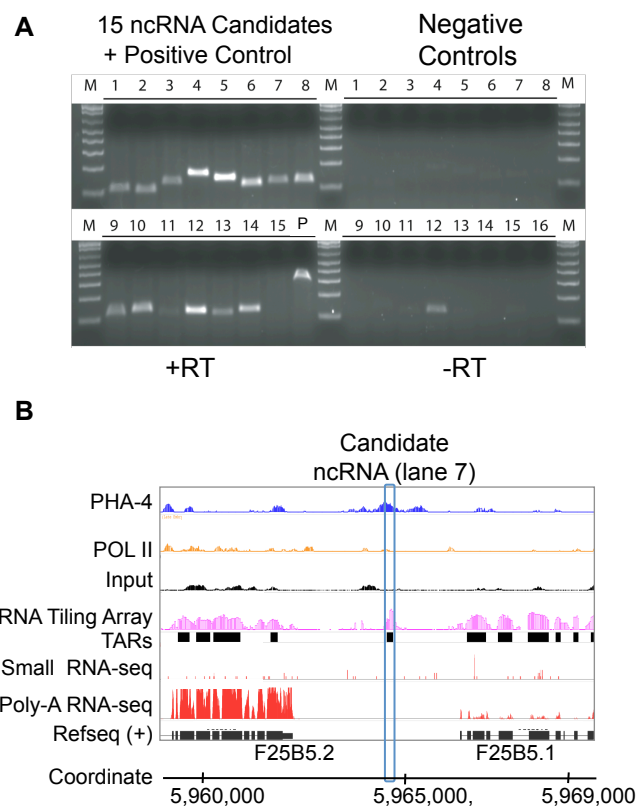 A
15 ncRNA Candidates
+ Positive Control
Negative
Controls
M 1 2 3 4 5 6 7 8 M 1 2 3 4 5 6 7 8 M
M 9 10 11 12 13 14 15 P M 9 10 11 12 13 14 15 16 M
+RT
-RT
B
Candidate
ncRNA (lane 7)
PHA-4
POL II
Input
RNA Tiling Array
TARs
Small RNA-seq
Poly-A RNA-seq
Refseq (+)
F25B5.2 F25B5.1
Coordinate
5,960,000 5,965,000, 5,969,000